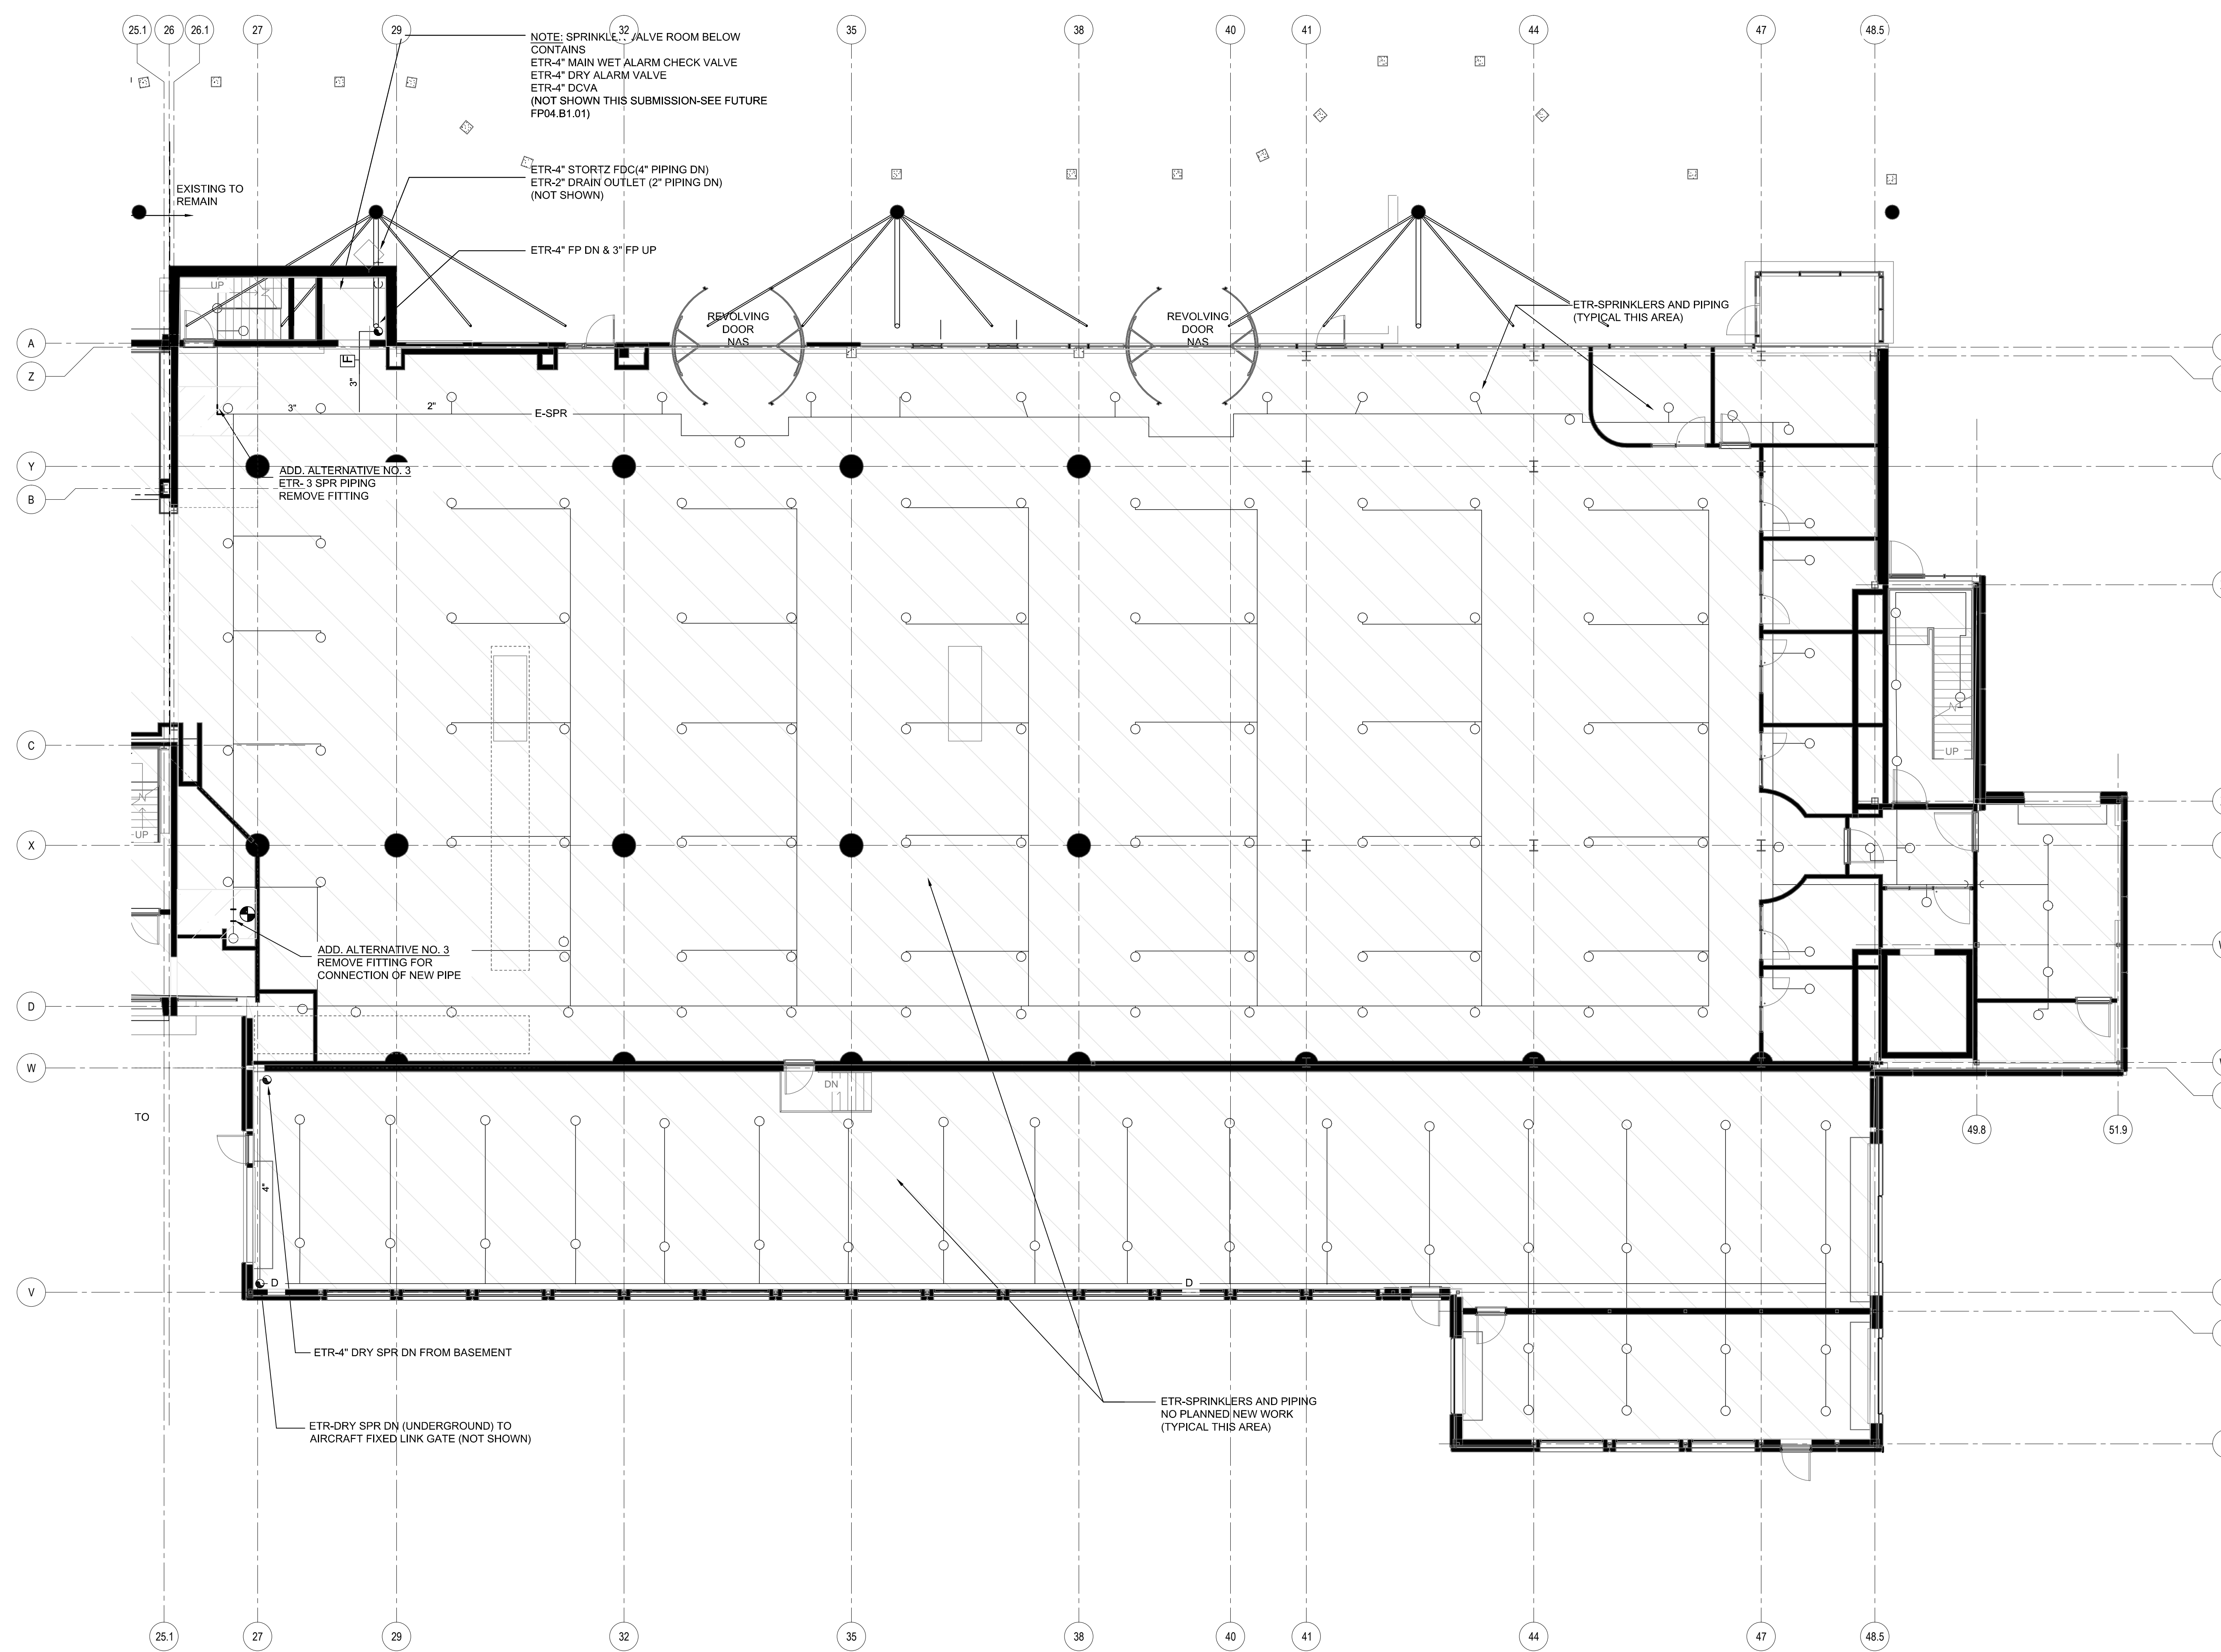 25.1 26 26.1 27 29 32 35 38 40 41 44 47 48.5
NOTE: SPRINKLER VALVE ROOM BELOW
CONTAINS
ETR-4" MAIN WET ALARM CHECK VALVE
ETR-4" DRY ALARM VALVE
ETR-4" DCVA
(NOT SHOWN THIS SUBMISSION-SEE FUTURE
FP04.B1.01)
ETR-4" STORTZ FDC(4" PIPING DN)
ETR-2" DRAIN OUTLET (2" PIPING DN)
(NOT SHOWN)
EXISTING TO
REMAIN
ETR-4" FP DN & 3" FP UP
UP
REVOLVING
DOOR
NAS
REVOLVING
DOOR
NAS
ETR-SPRINKLERS AND PIPING
(TYPICAL THIS AREA)
A
Z
F
3"
3"
2"
E-SPR
Y
B
ADD. ALTERNATIVE NO. 3
ETR- 3 SPR PIPING
REMOVE FITTING
C
UP
UP
X
ADD. ALTERNATIVE NO. 3
REMOVE FITTING FOR
CONNECTION OF NEW PIPE
D
W
DN
TO
49.8 51.9
4"
D
D
V
ETR-4" DRY SPR DN FROM BASEMENT
ETR-SPRINKLERS AND PIPING
NO PLANNED NEW WORK
(TYPICAL THIS AREA)
ETR-DRY SPR DN (UNDERGROUND) TO
AIRCRAFT FIXED LINK GATE (NOT SHOWN)
25.1 27 29 32 35 38 40 41 44 47 48.5